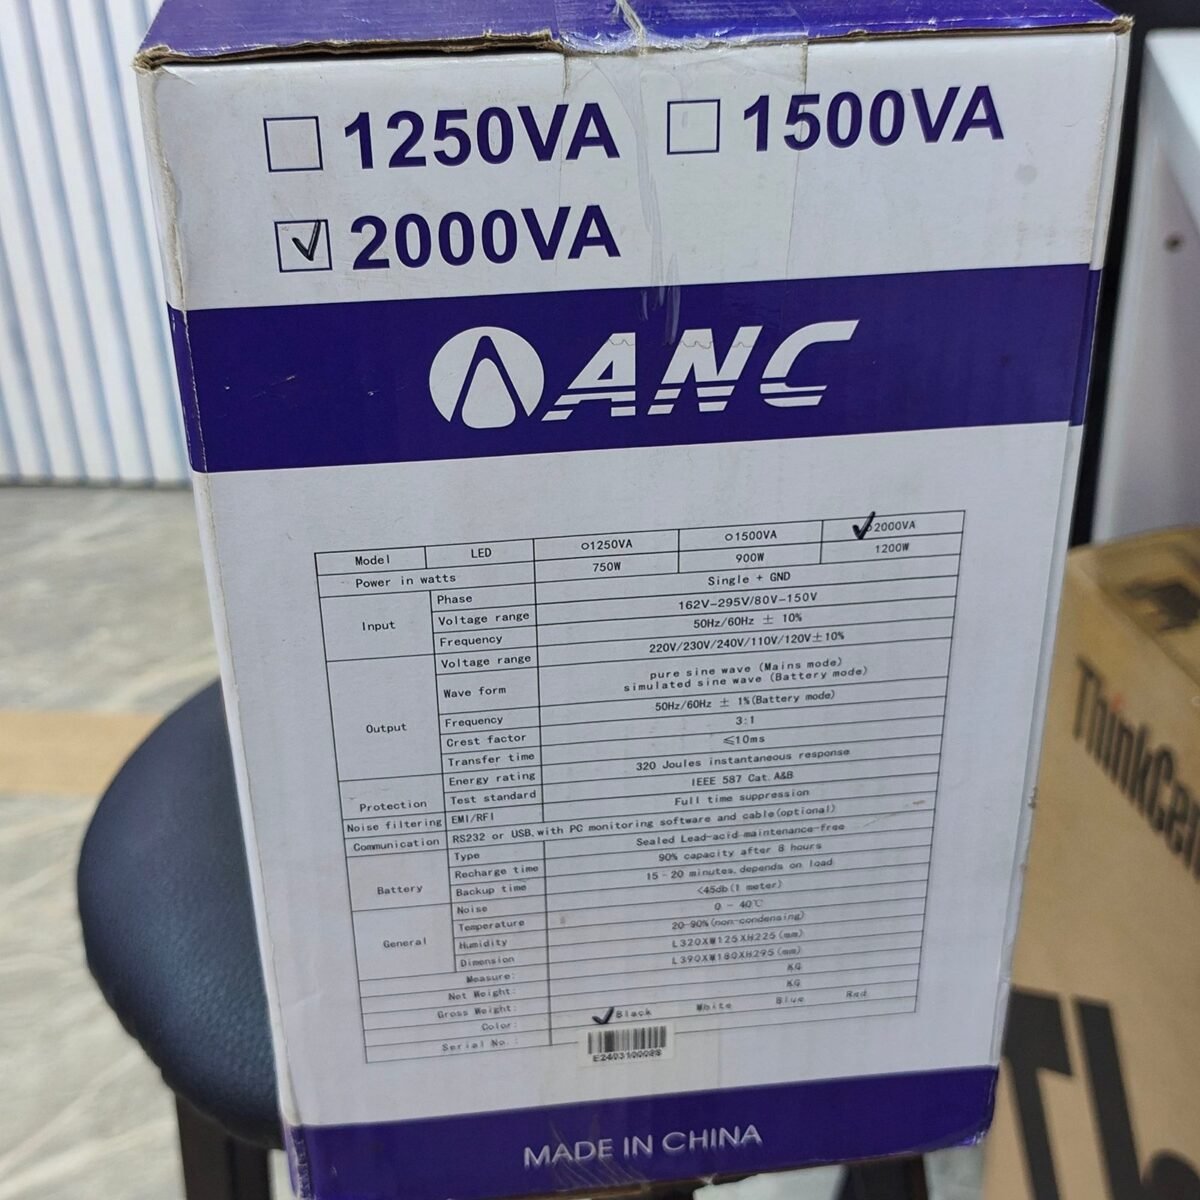 1250VA 1500VA
2000VA
ANC
Model LED 1250VA 1500VA 2000VA
Power in watts 750W 900W 1200W
Input Phase Single + GND
Voltage range 162V-295V/80V-150V
Frequency 50Hz/60Hz ± 10%
Output Voltage range 220V/230V/240V/110V/120V±10%
Wave form pure sine wave (Mains mode)
simulated sine wave (Battery mode)
Frequency 50Hz/60Hz ± 1%(Battery mode)
Crest factor 3:1
Transfer time ≤10ms
Protection Energy rating 320 Joules instantaneous response
Test standard IEEE 587 Cat. A&B
Noise filtering EMI/RFI Full time suppression
Communication RS232 or USB, with PC monitoring software and cable(optional)
Battery Type Sealed Lead-acid maintenance-free
Recharge time 90% capacity after 8 hours
Backup time 15-20 minutes, depends on load
General Noise <45db(1 meter)
Temperature 0 - 40℃
Humidity 20-90%(non-condensing)
Dimension L320XW125XH225(mm)
Measure: L390XW180XH295(mm)
Net Weight: KG
Gross Weight: KG
Color: Black White Blue Red
Serial No.:
MADE IN CHINA